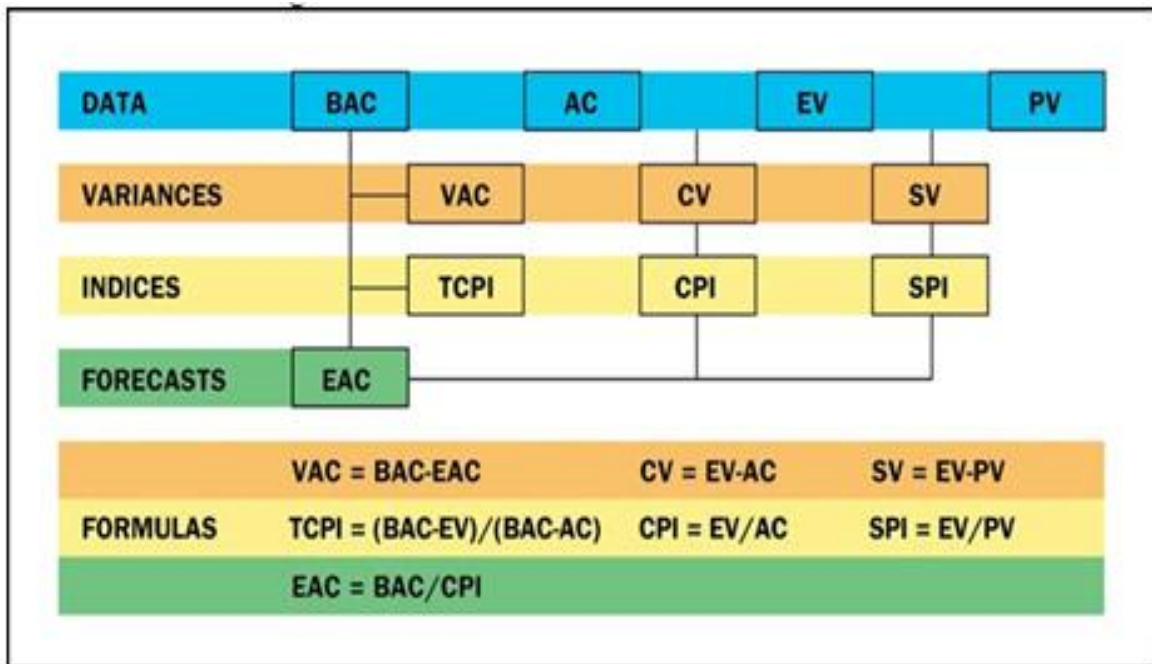 DATA BAC AC EV PV
VARIANCES VAC CV SV
INDICES TCPI CPI SPI
FORECASTS EAC
VAC = BAC-EAC CV = EV-AC SV = EV-PV
FORMULAS TCPI = (BAC-EV)/(BAC-AC) CPI = EV/AC SPI = EV/PV
EAC = BAC/CPI